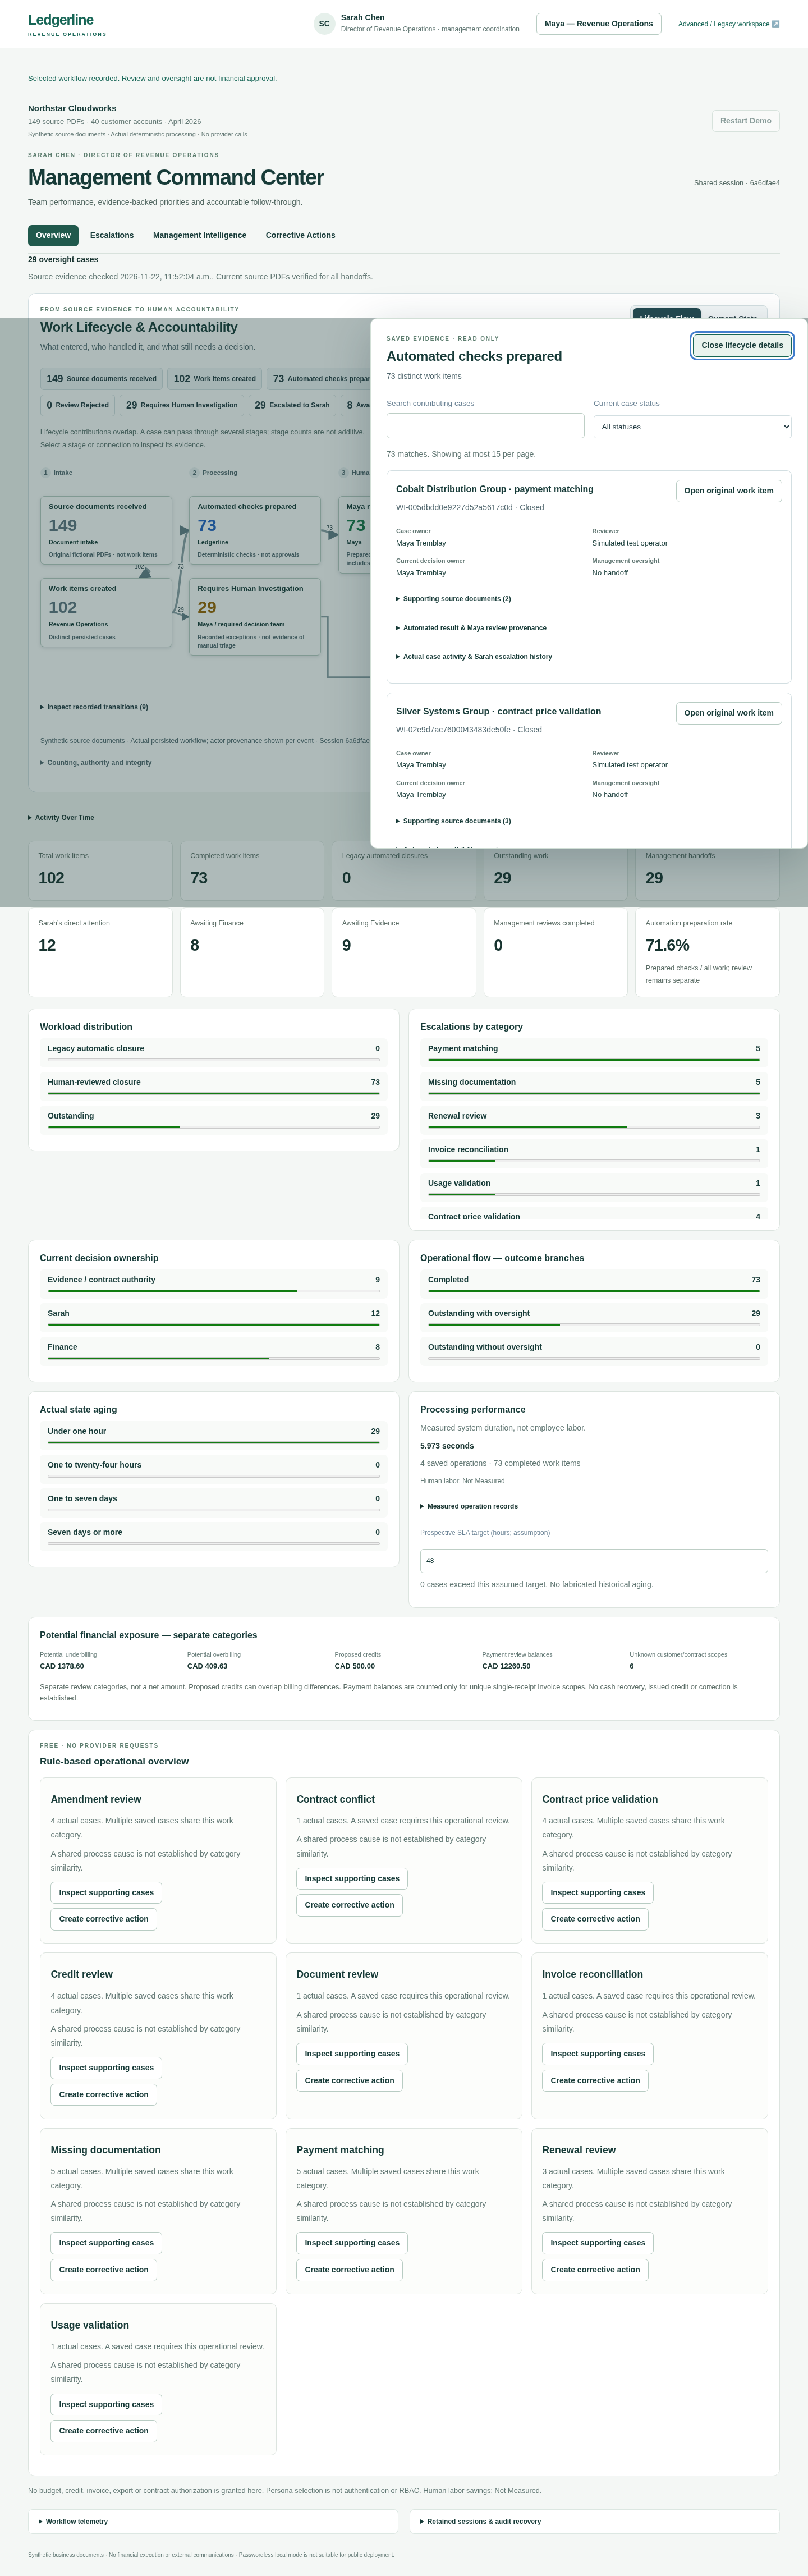 Ledgerline
REVENUE OPERATIONS
SC
Sarah Chen
Director of Revenue Operations · management coordination
Maya — Revenue Operations
Advanced / Legacy workspace ↗
Selected workflow recorded. Review and oversight are not financial approval.
Northstar Cloudworks
149 source PDFs · 40 customer accounts · April 2026
Synthetic source documents · Actual deterministic processing · No provider calls
Restart Demo
SARAH CHEN · DIRECTOR OF REVENUE OPERATIONS
Management Command Center
Shared session · 6a6dfae4
Team performance, evidence-backed priorities and accountable follow-through.
Overview
Escalations
Management Intelligence
Corrective Actions
29 oversight cases
Source evidence checked 2026-11-22, 11:52:04 a.m.. Current source PDFs verified for all handoffs.
FROM SOURCE EVIDENCE TO HUMAN ACCOUNTABILITY
Work Lifecycle & Accountability
What entered, who handled it, and what still needs a decision.
149 Source documents received
102 Work items created
73 Automated checks prepar
0 Review Rejected
29 Requires Human Investigation
29 Escalated to Sarah
8 Awa
Lifecycle contributions overlap. A case can pass through several stages; stage counts are not additive.
Select a stage or connection to inspect its evidence.
1 Intake
2 Processing
3 Huma
Source documents received
149
Document intake
Original fictional PDFs · not work items
Automated checks prepared
73
Ledgerline
Deterministic checks · not approvals
Maya r
73
Maya
Prepared
includes
73
102
73
Work items created
102
Revenue Operations
Distinct persisted cases
29
Requires Human Investigation
29
Maya / required decision team
Recorded exceptions · not evidence of
manual triage
Inspect recorded transitions (9)
Synthetic source documents · Actual persisted workflow; actor provenance shown per event · Session 6a6dfae
Counting, authority and integrity
Activity Over Time
SAVED EVIDENCE · READ ONLY
Automated checks prepared
Close lifecycle details
73 distinct work items
Search contributing cases
Current case status
All statuses
73 matches. Showing at most 15 per page.
Cobalt Distribution Group · payment matching
Open original work item
WI-005dbdd0e9227d52a5617c0d · Closed
Case owner
Maya Tremblay
Reviewer
Simulated test operator
Current decision owner
Maya Tremblay
Management oversight
No handoff
Supporting source documents (2)
Automated result & Maya review provenance
Actual case activity & Sarah escalation history
Silver Systems Group · contract price validation
Open original work item
WI-02e9d7ac7600043483de50fe · Closed
Case owner
Maya Tremblay
Reviewer
Simulated test operator
Current decision owner
Maya Tremblay
Management oversight
No handoff
Supporting source documents (3)
Total work items
102
Completed work items
73
Legacy automated closures
0
Outstanding work
29
Management handoffs
29
Sarah's direct attention
12
Awaiting Finance
8
Awaiting Evidence
9
Management reviews completed
0
Automation preparation rate
71.6%
Prepared checks / all work; review
remains separate
Workload distribution
Legacy automatic closure 0
Human-reviewed closure 73
Outstanding 29
Escalations by category
Payment matching 5
Missing documentation 5
Renewal review 3
Invoice reconciliation 1
Usage validation 1
Contract price validation 4
Current decision ownership
Evidence / contract authority 9
Sarah 12
Finance 8
Operational flow — outcome branches
Completed 73
Outstanding with oversight 29
Outstanding without oversight 0
Actual state aging
Under one hour 29
One to twenty-four hours 0
One to seven days 0
Seven days or more 0
Processing performance
Measured system duration, not employee labor.
5.973 seconds
4 saved operations · 73 completed work items
Human labor: Not Measured
Measured operation records
Prospective SLA target (hours; assumption)
48
0 cases exceed this assumed target. No fabricated historical aging.
Potential financial exposure — separate categories
Potential underbilling
CAD 1378.60
Potential overbilling
CAD 409.63
Proposed credits
CAD 500.00
Payment review balances
CAD 12260.50
Unknown customer/contract scopes
6
Separate review categories, not a net amount. Proposed credits can overlap billing differences. Payment balances are counted only for unique single-receipt invoice scopes. No cash recovery, issued credit or correction is
established.
FREE · NO PROVIDER REQUESTS
Rule-based operational overview
Amendment review
4 actual cases. Multiple saved cases share this work
category.
A shared process cause is not established by category
similarity.
Inspect supporting cases
Create corrective action
Contract conflict
1 actual cases. A saved case requires this operational review.
A shared process cause is not established by category
similarity.
Inspect supporting cases
Create corrective action
Contract price validation
4 actual cases. Multiple saved cases share this work
category.
A shared process cause is not established by category
similarity.
Inspect supporting cases
Create corrective action
Credit review
4 actual cases. Multiple saved cases share this work
category.
A shared process cause is not established by category
similarity.
Inspect supporting cases
Create corrective action
Document review
1 actual cases. A saved case requires this operational review.
A shared process cause is not established by category
similarity.
Inspect supporting cases
Create corrective action
Invoice reconciliation
1 actual cases. A saved case requires this operational review.
A shared process cause is not established by category
similarity.
Inspect supporting cases
Create corrective action
Missing documentation
5 actual cases. Multiple saved cases share this work
category.
A shared process cause is not established by category
similarity.
Inspect supporting cases
Create corrective action
Payment matching
5 actual cases. Multiple saved cases share this work
category.
A shared process cause is not established by category
similarity.
Inspect supporting cases
Create corrective action
Renewal review
3 actual cases. Multiple saved cases share this work
category.
A shared process cause is not established by category
similarity.
Inspect supporting cases
Create corrective action
Usage validation
1 actual cases. A saved case requires this operational review.
A shared process cause is not established by category
similarity.
Inspect supporting cases
Create corrective action
No budget, credit, invoice, export or contract authorization is granted here. Persona selection is not authentication or RBAC. Human labor savings: Not Measured.
Workflow telemetry
Retained sessions & audit recovery
Synthetic business documents · No financial execution or external communications · Passwordless local mode is not suitable for public deployment.